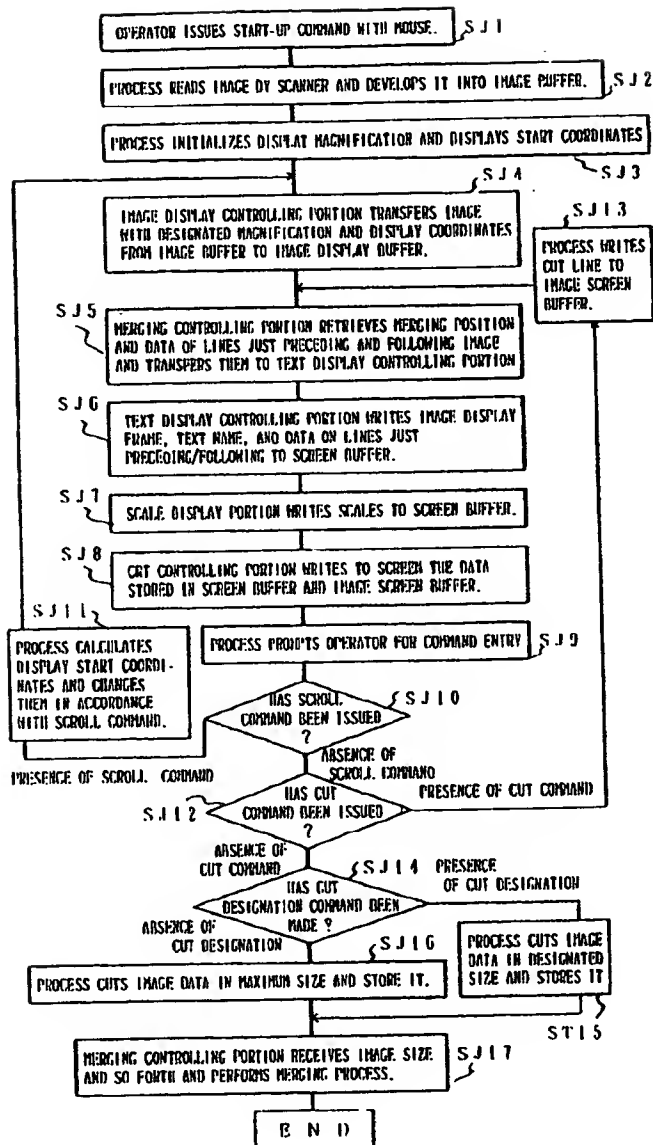 OPERATOR ISSUES START-UP COMMAND WITH MOUSE.
SJ1
PROCESS READS IMAGE BY SCANNER AND DEVELOPS IT INTO IMAGE BUFFER.
SJ2
PROCESS INITIALIZES DISPLAY MAGNIFICATION AND DISPLAYS START COORDINATES
SJ3
SJ4
IMAGE DISPLAY CONTROLLING PORTION TRANSFERS IMAGE
WITH DESIGNATED MAGNIFICATION AND DISPLAY COORDINATES
FROM IMAGE BUFFER TO IMAGE DISPLAY BUFFER.
SJ13
PROCESS WRITES
CUT LINE TO
IMAGE SCREEN
BUFFER.
SJ5
MERGING CONTROLLING PORTION RETRIEVES MERGING POSITION
AND DATA OF LINES JUST PRECEDING AND FOLLOWING IMAGE
AND TRANSFERS THEM TO TEXT DISPLAY CONTROLLING PORTION
SJ6
TEXT DISPLAY CONTROLLING PORTION WRITES IMAGE DISPLAY
FRAME, TEXT NAME, AND DATA ON LINES JUST
PRECEDING/FOLLOWING TO SCREEN BUFFER.
SJ7
SCALE DISPLAY PORTION WRITES SCALES TO SCREEN BUFFER.
SJ8
CRT CONTROLLING PORTION WRITES TO SCREEN THE DATA
STORED IN SCREEN BUFFER AND IMAGE SCREEN BUFFER.
SJ11
PROCESS CALCULATES
DISPLAY START COORDI-
NATES AND CHANGES
THEM IN ACCORDANCE
WITH SCROLL COMMAND.
PROCESS PROMPTS OPERATOR FOR COMMAND ENTRY
SJ9
HAS SCROLL
COMMAND BEEN ISSUED
?
SJ10
PRESENCE OF SCROLL COMMAND
ABSENCE OF
SCROLL COMMAND
SJ12
HAS CUT
COMMAND BEEN ISSUED
?
PRESENCE OF CUT COMMAND
ABSENCE OF
CUT COMMAND
SJ14
HAS CUT
DESIGNATION COMMAND BEEN
MADE ?
PRESENCE
OF CUT DESIGNATION
ABSENCE OF
CUT DESIGNATION
SJ16
PROCESS CUTS IMAGE DATA IN MAXIMUM SIZE AND STORE IT.
PROCESS CUTS IMAGE
DATA IN DESIGNATED
SIZE AND STORES IT
ST15
MERGING CONTROLLING PORTION RECEIVES IMAGE SIZE
AND SO FORTH AND PERFORMS MERGING PROCESS.
SJ17
END